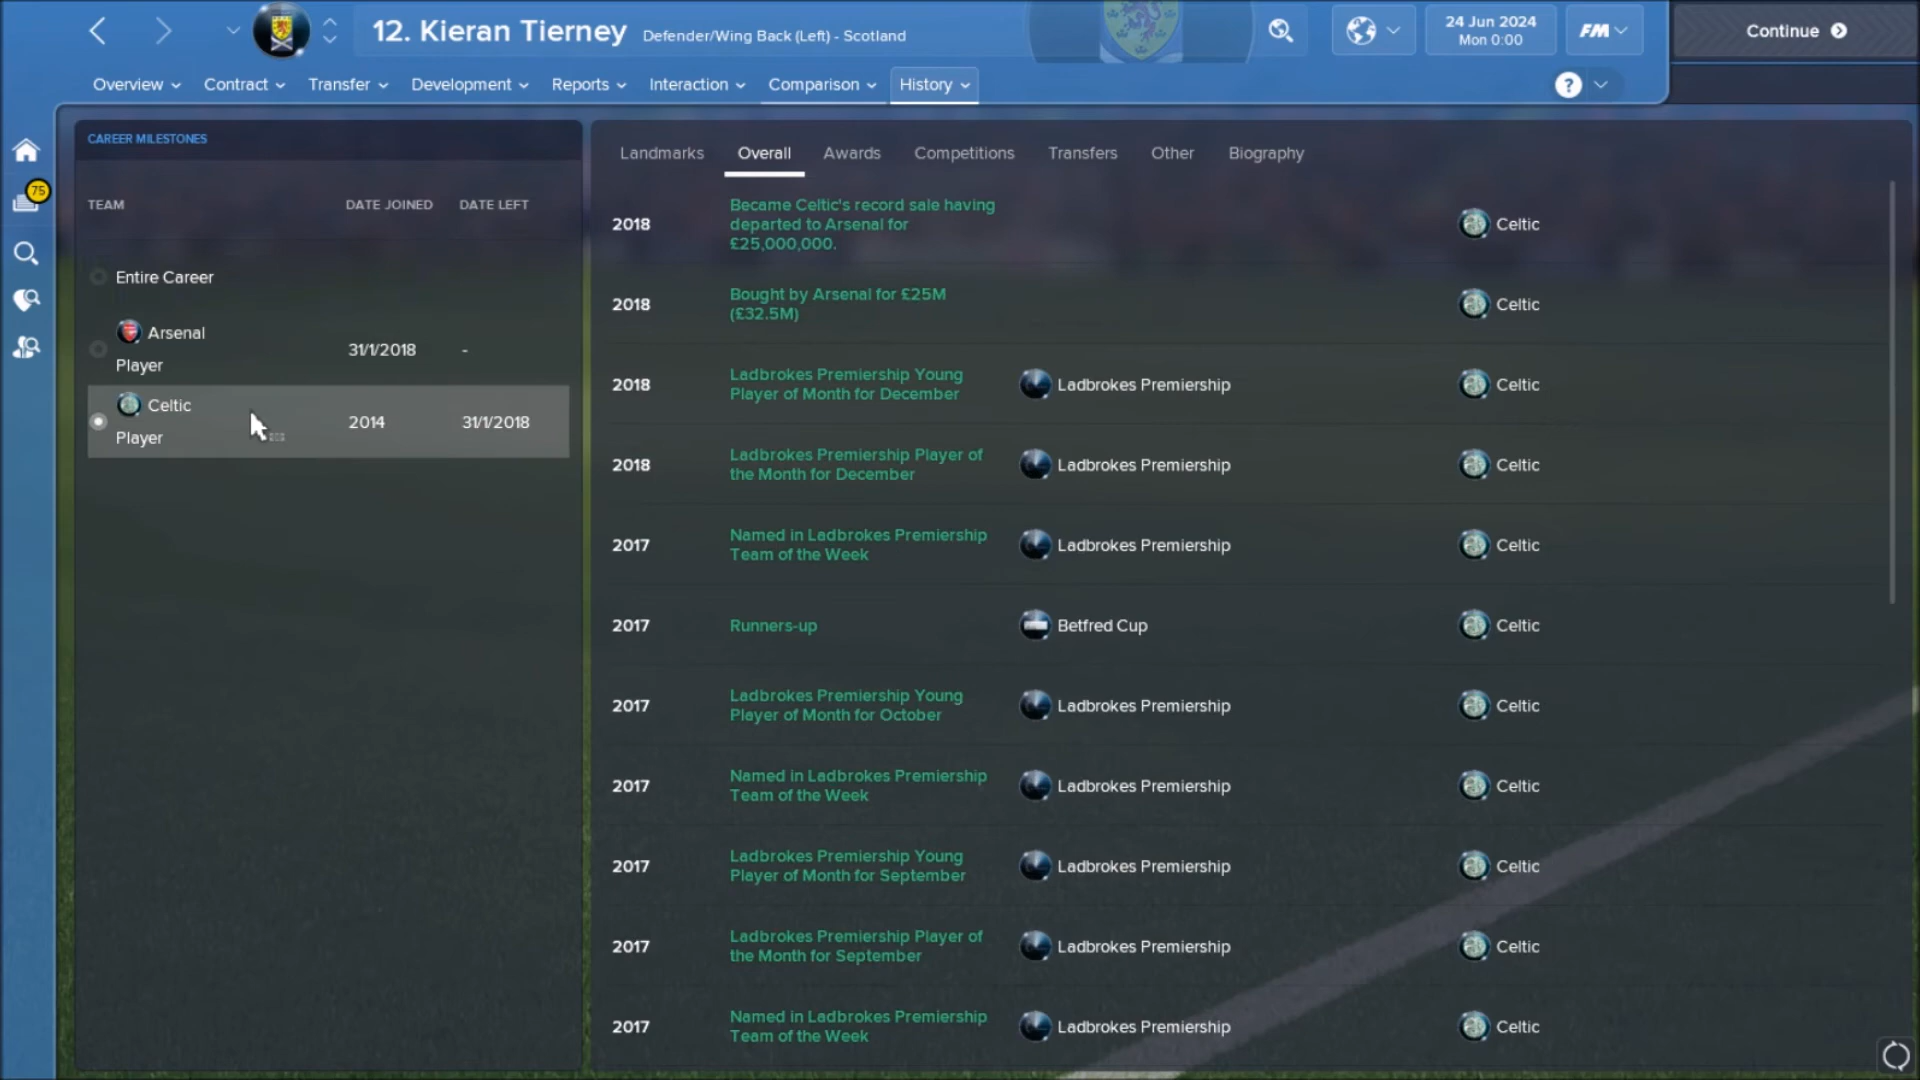 12. Kieran Tierney Defender/Wing Back (Left) - Scotland
24 Jun 2024
Mon 0:00
FM
Continue
Overview Contract Transfer Development Reports Interaction Comparison History ?
75
CAREER MILESTONES
TEAM DATE JOINED DATE LEFT
Entire Career
Arsenal
Player 31/1/2018 -
Celtic
Player 2014 31/1/2018
Landmarks Overall Awards Competitions Transfers Other Biography
2018 Became Celtic's record sale having
departed to Arsenal for
£25,000,000.
Celtic
2018 Bought by Arsenal for £25M
(£32.5M)
Celtic
2018 Ladbrokes Premiership Young
Player of Month for December
Ladbrokes Premiership Celtic
2018 Ladbrokes Premiership Player of
the Month for December
Ladbrokes Premiership Celtic
2017 Named in Ladbrokes Premiership
Team of the Week
Ladbrokes Premiership Celtic
2017 Runners-up Betfred Cup Celtic
2017 Ladbrokes Premiership Young
Player of Month for October
Ladbrokes Premiership Celtic
2017 Named in Ladbrokes Premiership
Team of the Week
Ladbrokes Premiership Celtic
2017 Ladbrokes Premiership Young
Player of Month for September
Ladbrokes Premiership Celtic
2017 Ladbrokes Premiership Player of
the Month for September
Ladbrokes Premiership Celtic
2017 Named in Ladbrokes Premiership
Team of the Week
Ladbrokes Premiership Celtic